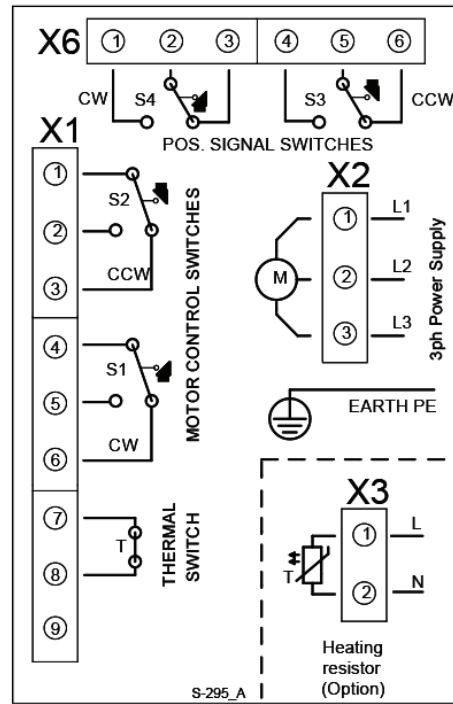 X6 1 2 3 4 5 6
CW S4 S3 CCW
POS. SIGNAL SWITCHES
X1
1
2
3
4
5
6
7
8
9
S2
CCW
S1
CW
MOTOR CONTROL SWITCHES
T
THERMAL
SWITCH
X2
1 L1
M 2 L2
3 L3
3ph Power Supply
EARTH PE
X3
1 L
T 2 N
Heating
resistor
(Option)
S-295_A